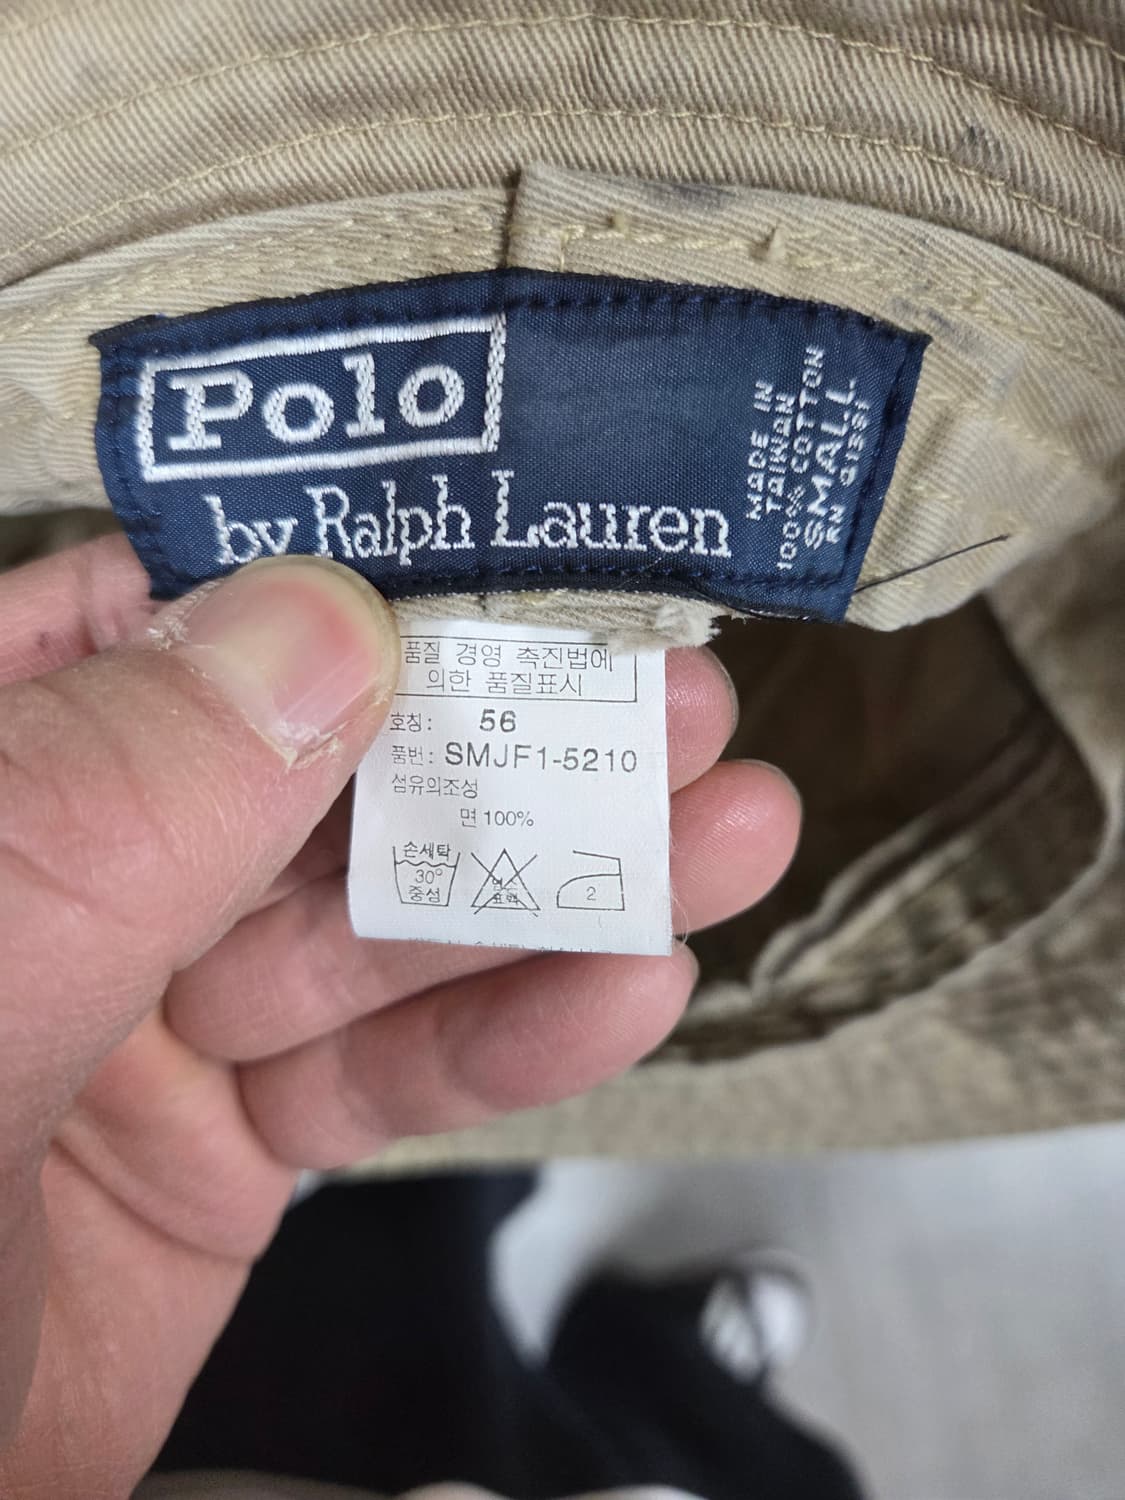 Polo
by Ralph Lauren
MADE IN
TAIWAN
100% COTTON
SMALL
RN 41381
품질 경영 촉진법에
의한 품질표시
호칭: 56
품번: SMJF1-5210
섬유의조성
면 100%
손세탁
30°
중성
2